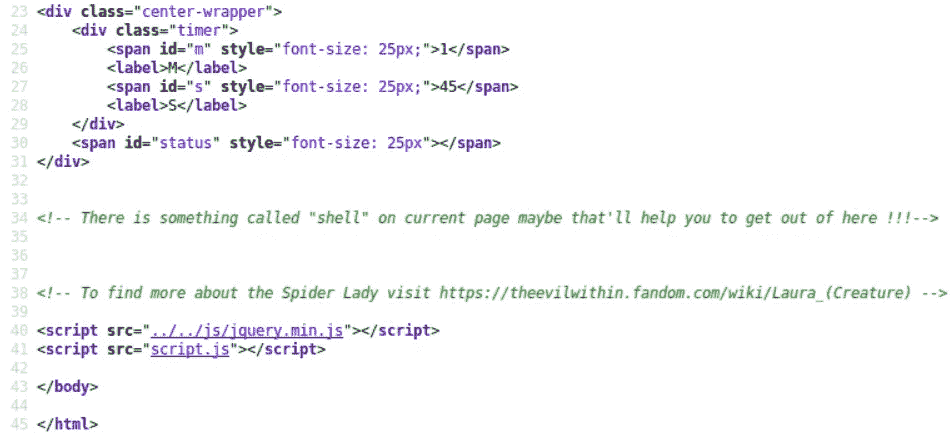 23 <div class="center-wrapper">
24     <div class="timer">
25         <span id="m" style="font-size: 25px;">1</span>
26         <label>M</label>
27         <span id="s" style="font-size: 25px;">45</span>
28         <label>S</label>
29     </div>
30     <span id="status" style="font-size: 25px"></span>
31 </div>
32
33
34 <!-- There is something called "shell" on current page maybe that'll help you to get out of here !!!-->
35
36
37
38 <!-- To find more about the Spider Lady visit https://theevilwithin.fandom.com/wiki/Laura_(Creature) -->
39
40 <script src="../../js/jquery.min.js"></script>
41 <script src="script.js"></script>
42
43 </body>
44
45 </html>